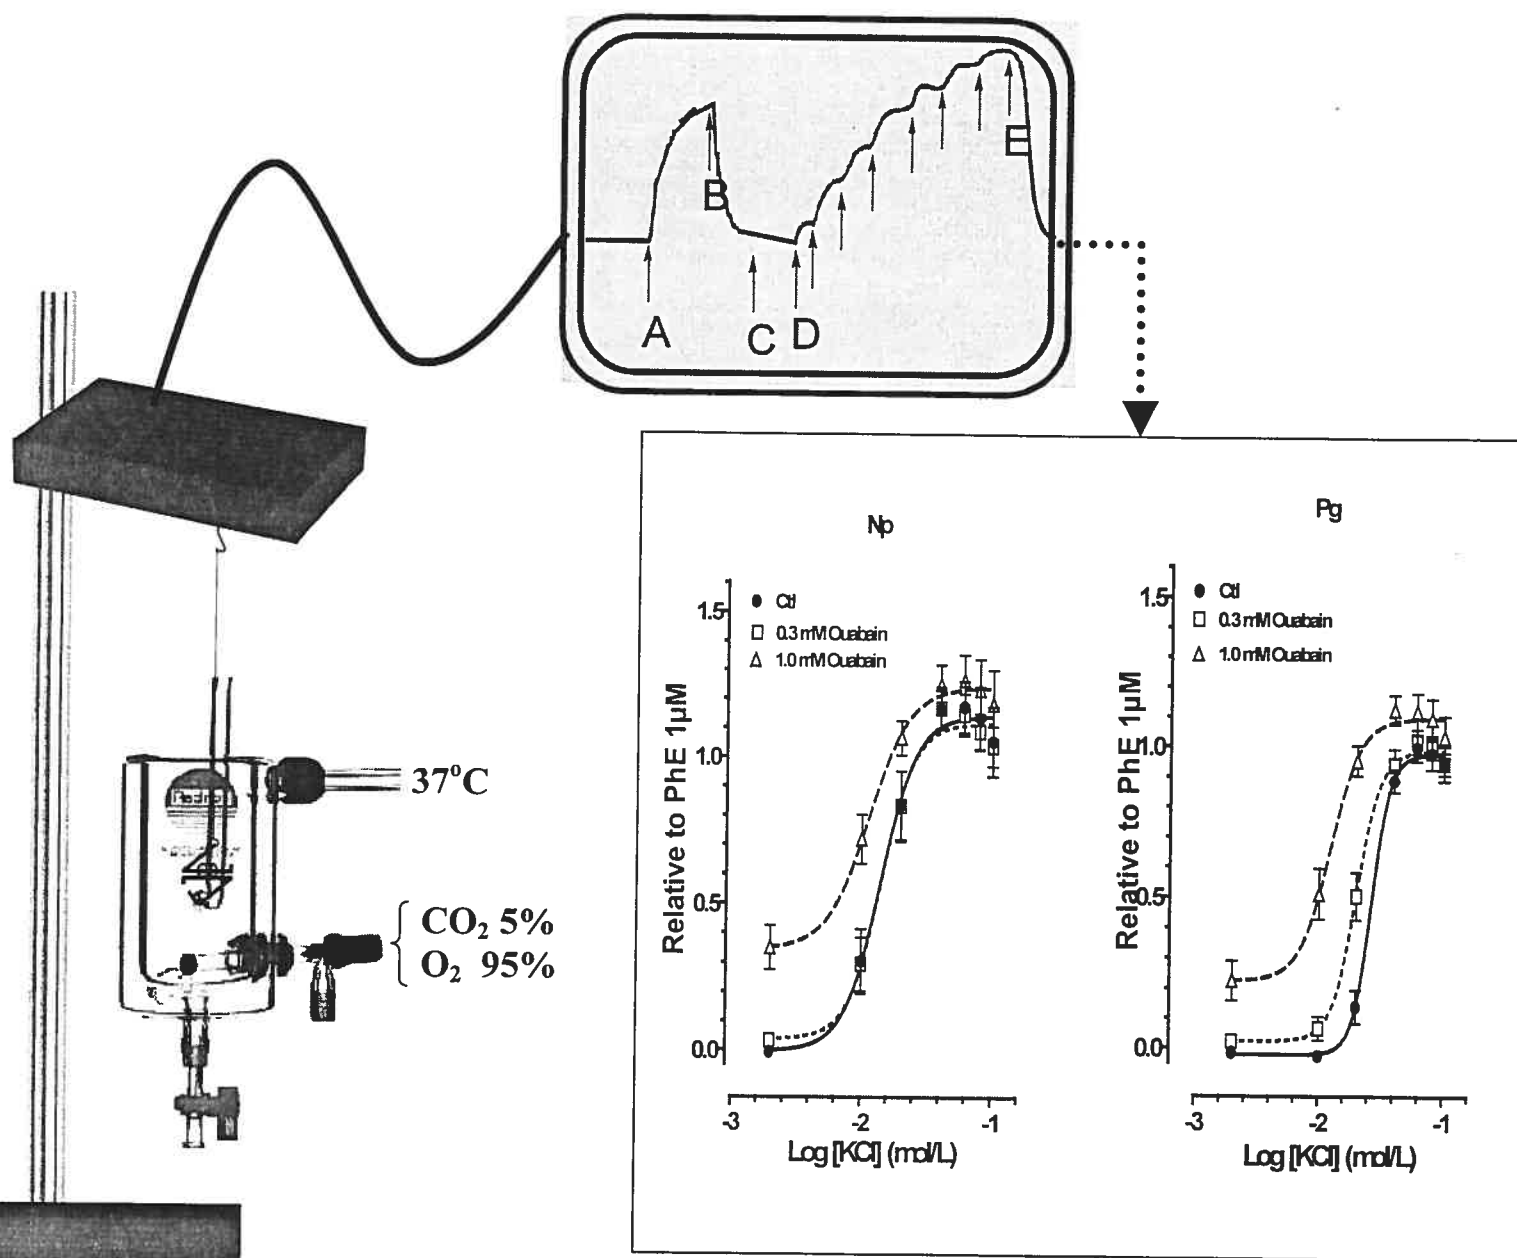 A
B
C
D
E
37°C
CO₂ 5%
O₂ 95%
Np
Ctl
0.3 mM Ouabain
1.0 mM Ouabain
1.5
1.0
0.5
0.0
Relative to PhE 1µM
-3
-2
-1
Log [KCl] (mol/L)
Pg
Ctl
0.3 mM Ouabain
1.0 mM Ouabain
1.5
1.0
0.5
0.0
Relative to PhE 1µM
-3
-2
-1
Log [KCl] (mol/L)